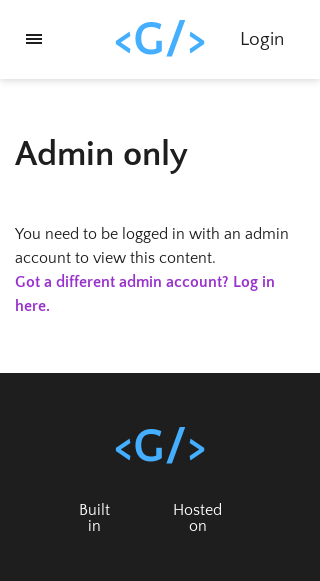 <G/>
Login
Admin only
You need to be logged in with an admin
account to view this content.
Got a different admin account? Log in
here.
<G/>
Built
in
Hosted
on